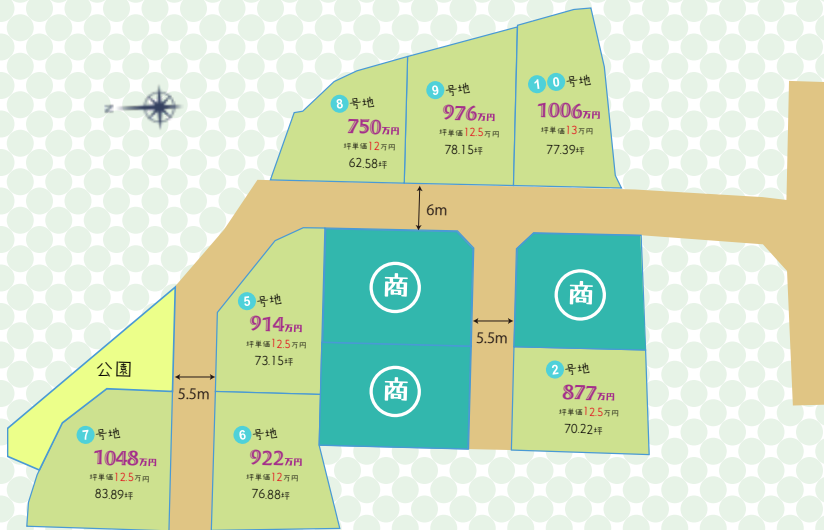 N
8号地
750万円
坪単価12万円
62.58坪
9号地
976万円
坪単価12.5万円
78.15坪
10号地
1006万円
坪単価13万円
77.39坪
6m
5号地
914万円
坪単価12.5万円
73.15坪
商
商
商
5.5m
2号地
877万円
坪単価12.5万円
70.22坪
公園
5.5m
7号地
1048万円
坪単価12.5万円
83.89坪
6号地
922万円
坪単価12万円
76.88坪